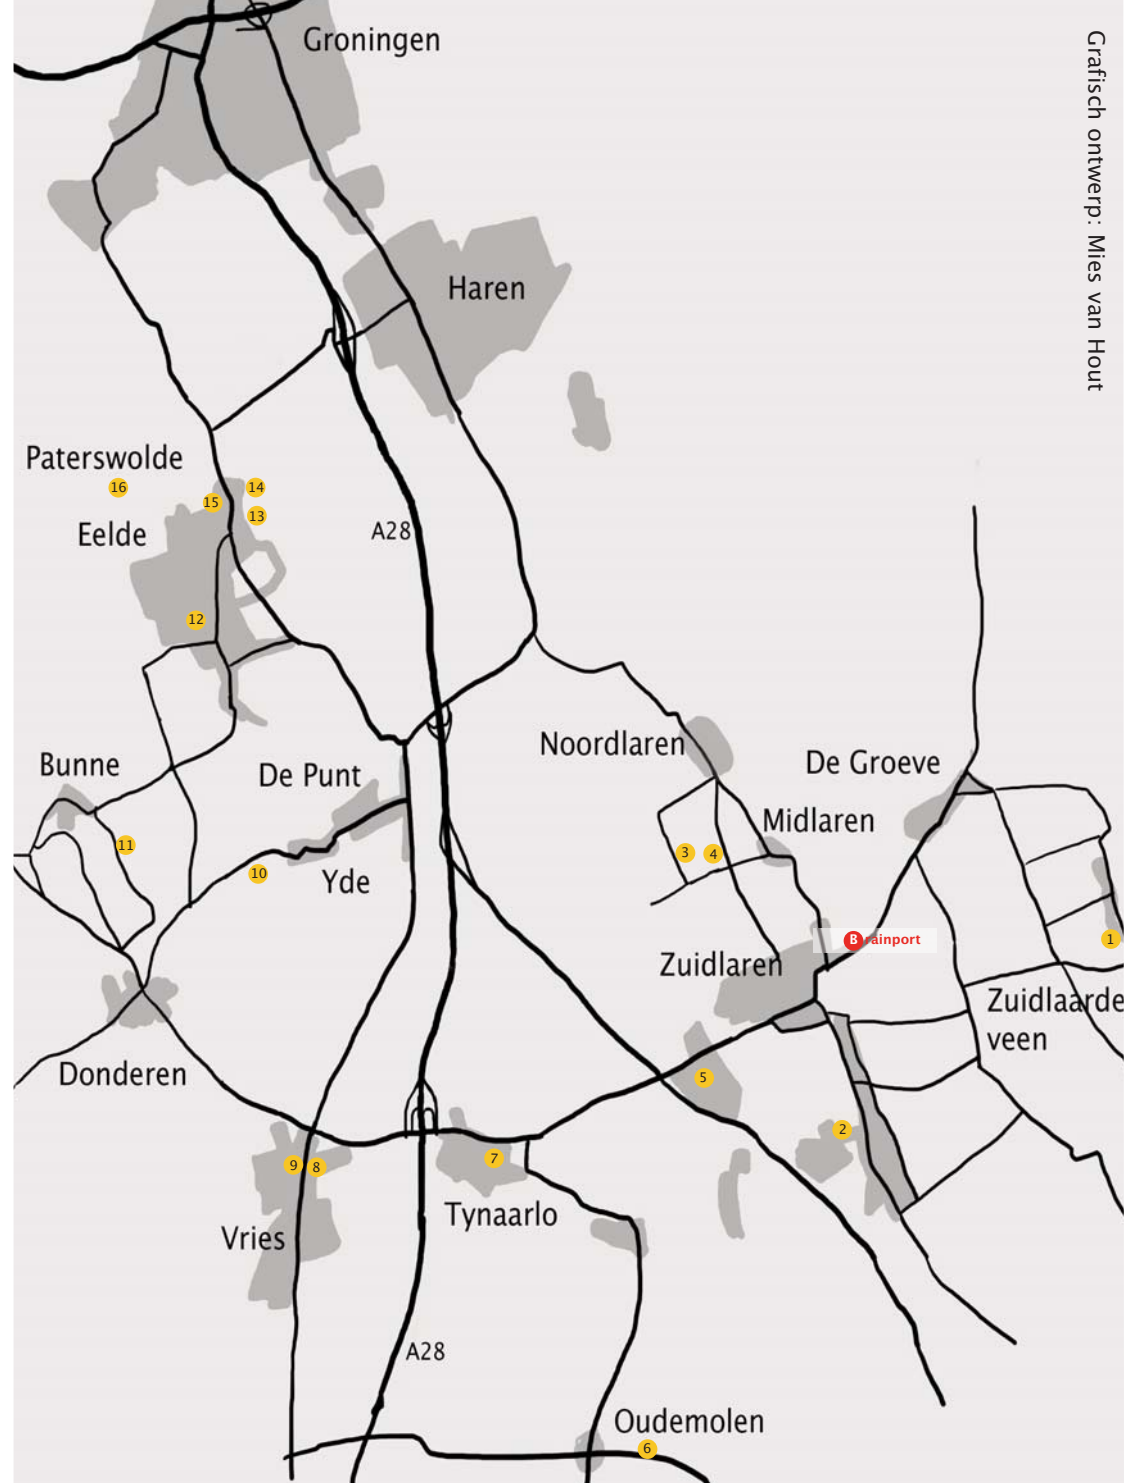 Groningen
Grafisch ontwerp: Mies van Hout
Haren
Paterswolde
16
14
15
13
Eelde
A28
12
Noordlaren
De Groeve
Bunne
De Punt
Midlaren
11
3
4
10
Yde
1
B
rainport
Zuidlaren
Zuidlaarde
veen
Donderen
5
2
9
8
7
Tynaarlo
Vries
A28
Oudemolen
6